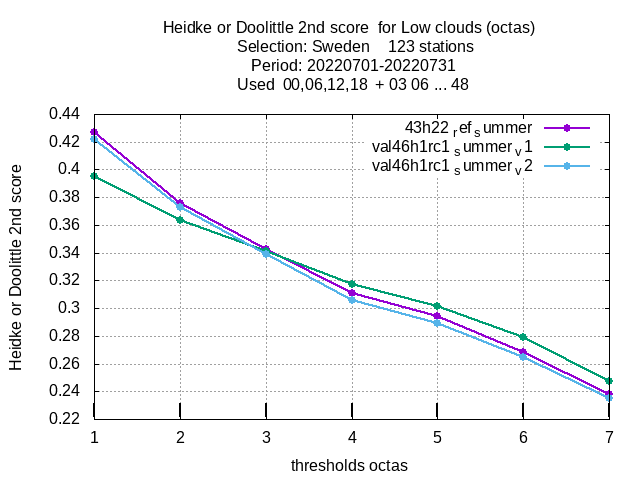 Heidke or Doolittle 2nd score  for Low clouds (octas)
Selection: Sweden    123 stations
Period: 20220701-20220731
Used  00,06,12,18  + 03 06 ... 48
43h22 ref summer
val46h1rc1 summer v1
val46h1rc1 summer v2
Heidke or Doolittle 2nd score
0.44
0.42
0.4
0.38
0.36
0.34
0.32
0.3
0.28
0.26
0.24
0.22
1 2 3 4 5 6 7
thresholds octas